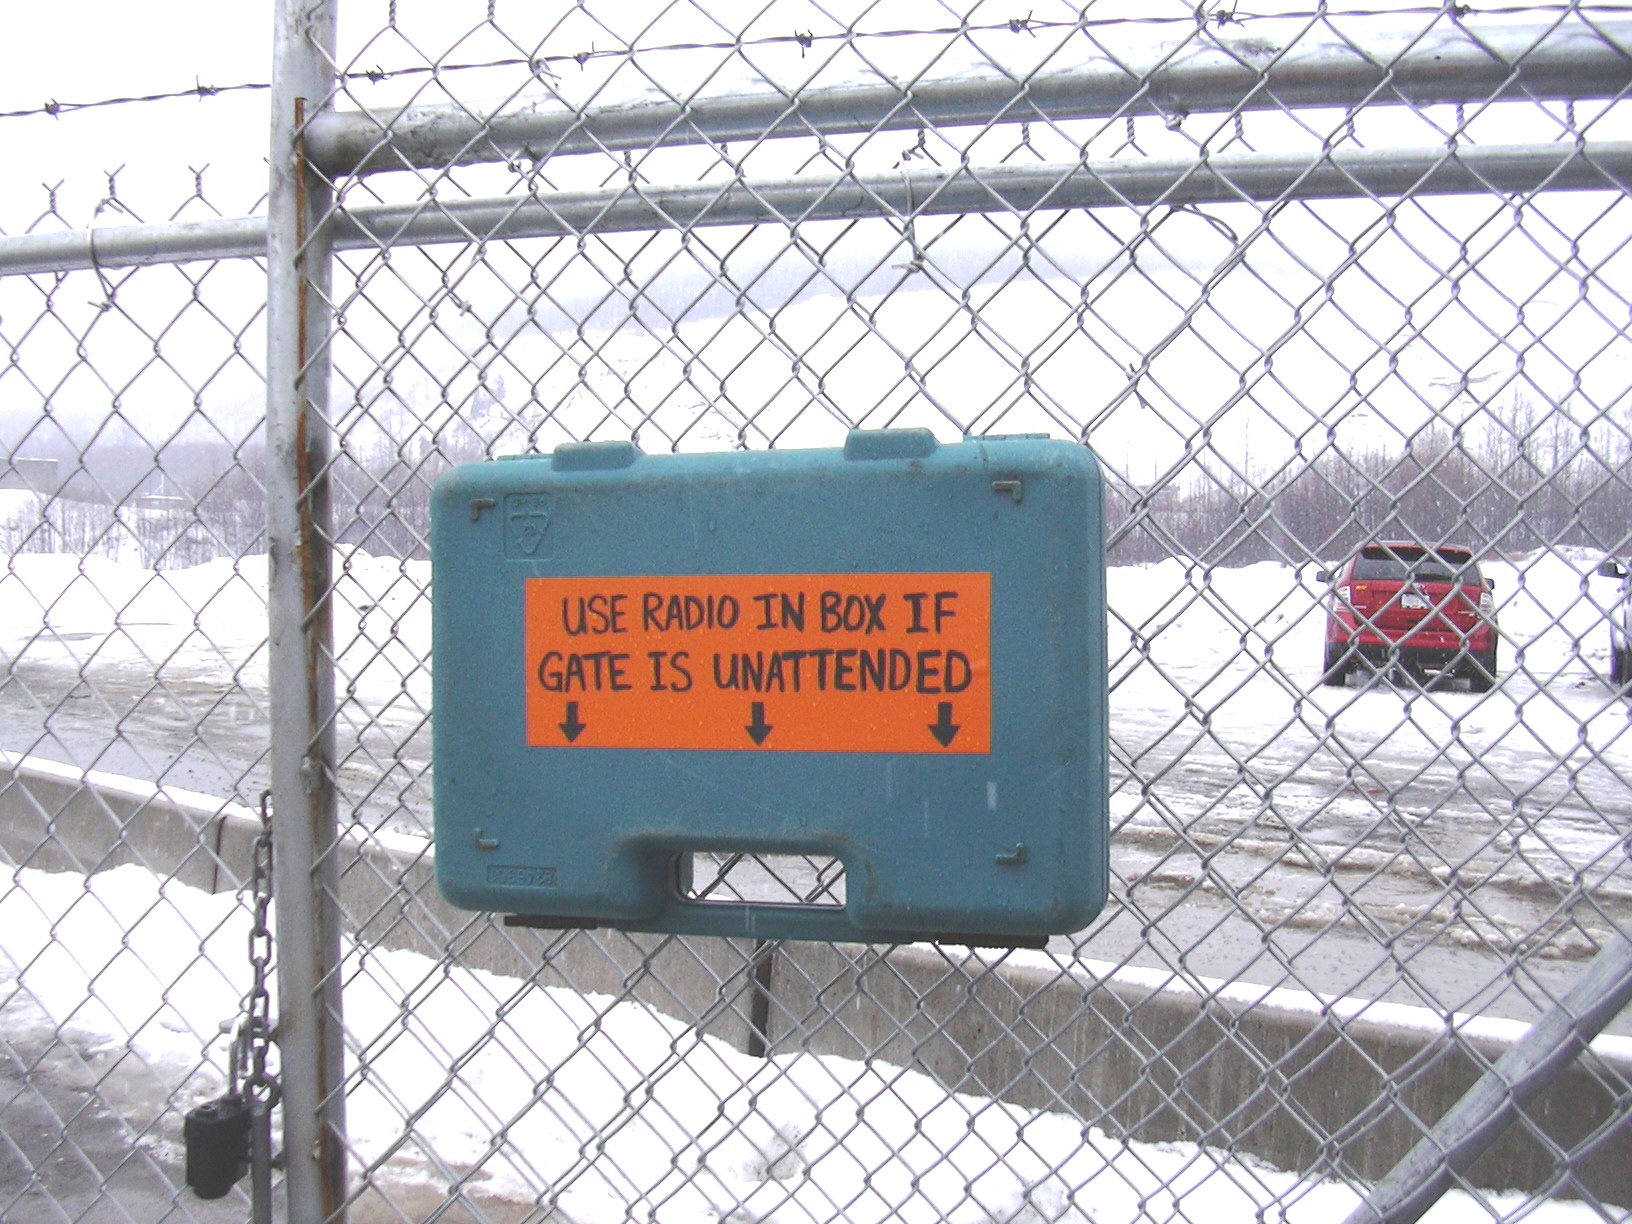 USE RADIO IN BOX IF
GATE IS UNATTENDED